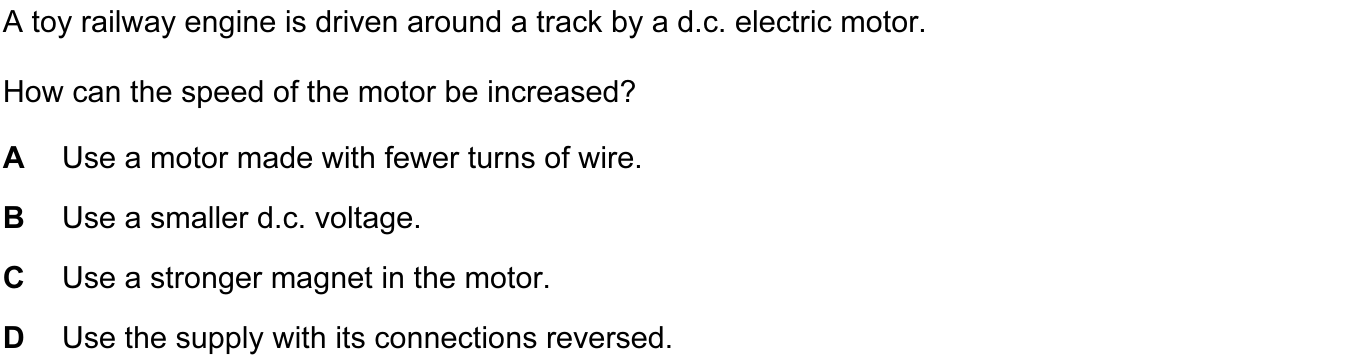 A toy railway engine is driven around a track by a d.c. electric motor.
How can the speed of the motor be increased?
A Use a motor made with fewer turns of wire.
B Use a smaller d.c. voltage.
C Use a stronger magnet in the motor.
D Use the supply with its connections reversed.